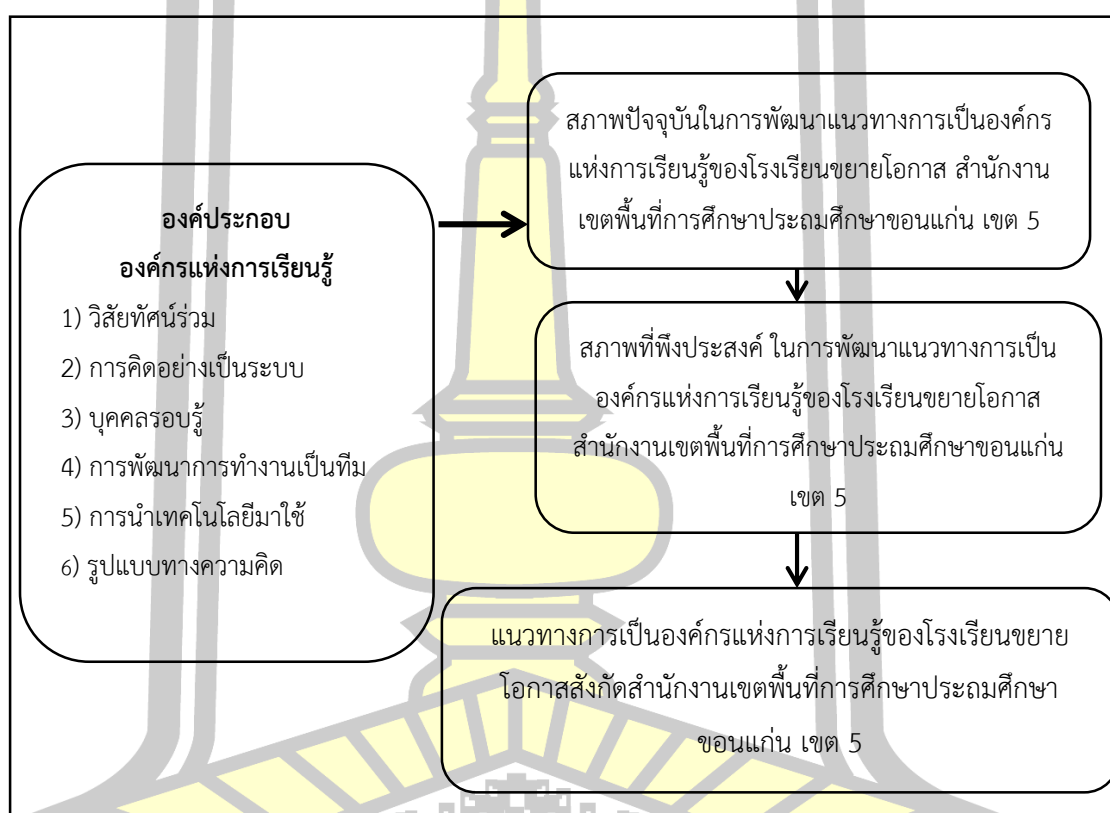 องค์ประกอบ
องค์กรแห่งการเรียนรู้
1) วิสัยทัศน์ร่วม
2) การคิดอย่างเป็นระบบ
3) บุคคลรอบรู้
4) การพัฒนาการทำงานเป็นทีม
5) การนำเทคโนโลยีมาใช้
6) รูปแบบทางความคิด
สภาพปัจจุบันในการพัฒนาแนวทางการเป็นองค์กร
แห่งการเรียนรู้ของโรงเรียนขยายโอกาส สำนักงาน
เขตพื้นที่การศึกษาประถมศึกษาขอนแก่น เขต 5
สภาพที่พึงประสงค์ ในการพัฒนาแนวทางการเป็น
องค์กรแห่งการเรียนรู้ของโรงเรียนขยายโอกาส
สำนักงานเขตพื้นที่การศึกษาประถมศึกษาขอนแก่น
เขต 5
แนวทางการเป็นองค์กรแห่งการเรียนรู้ของโรงเรียนขยาย
โอกาสสังกัดสำนักงานเขตพื้นที่การศึกษาประถมศึกษา
ขอนแก่น เขต 5